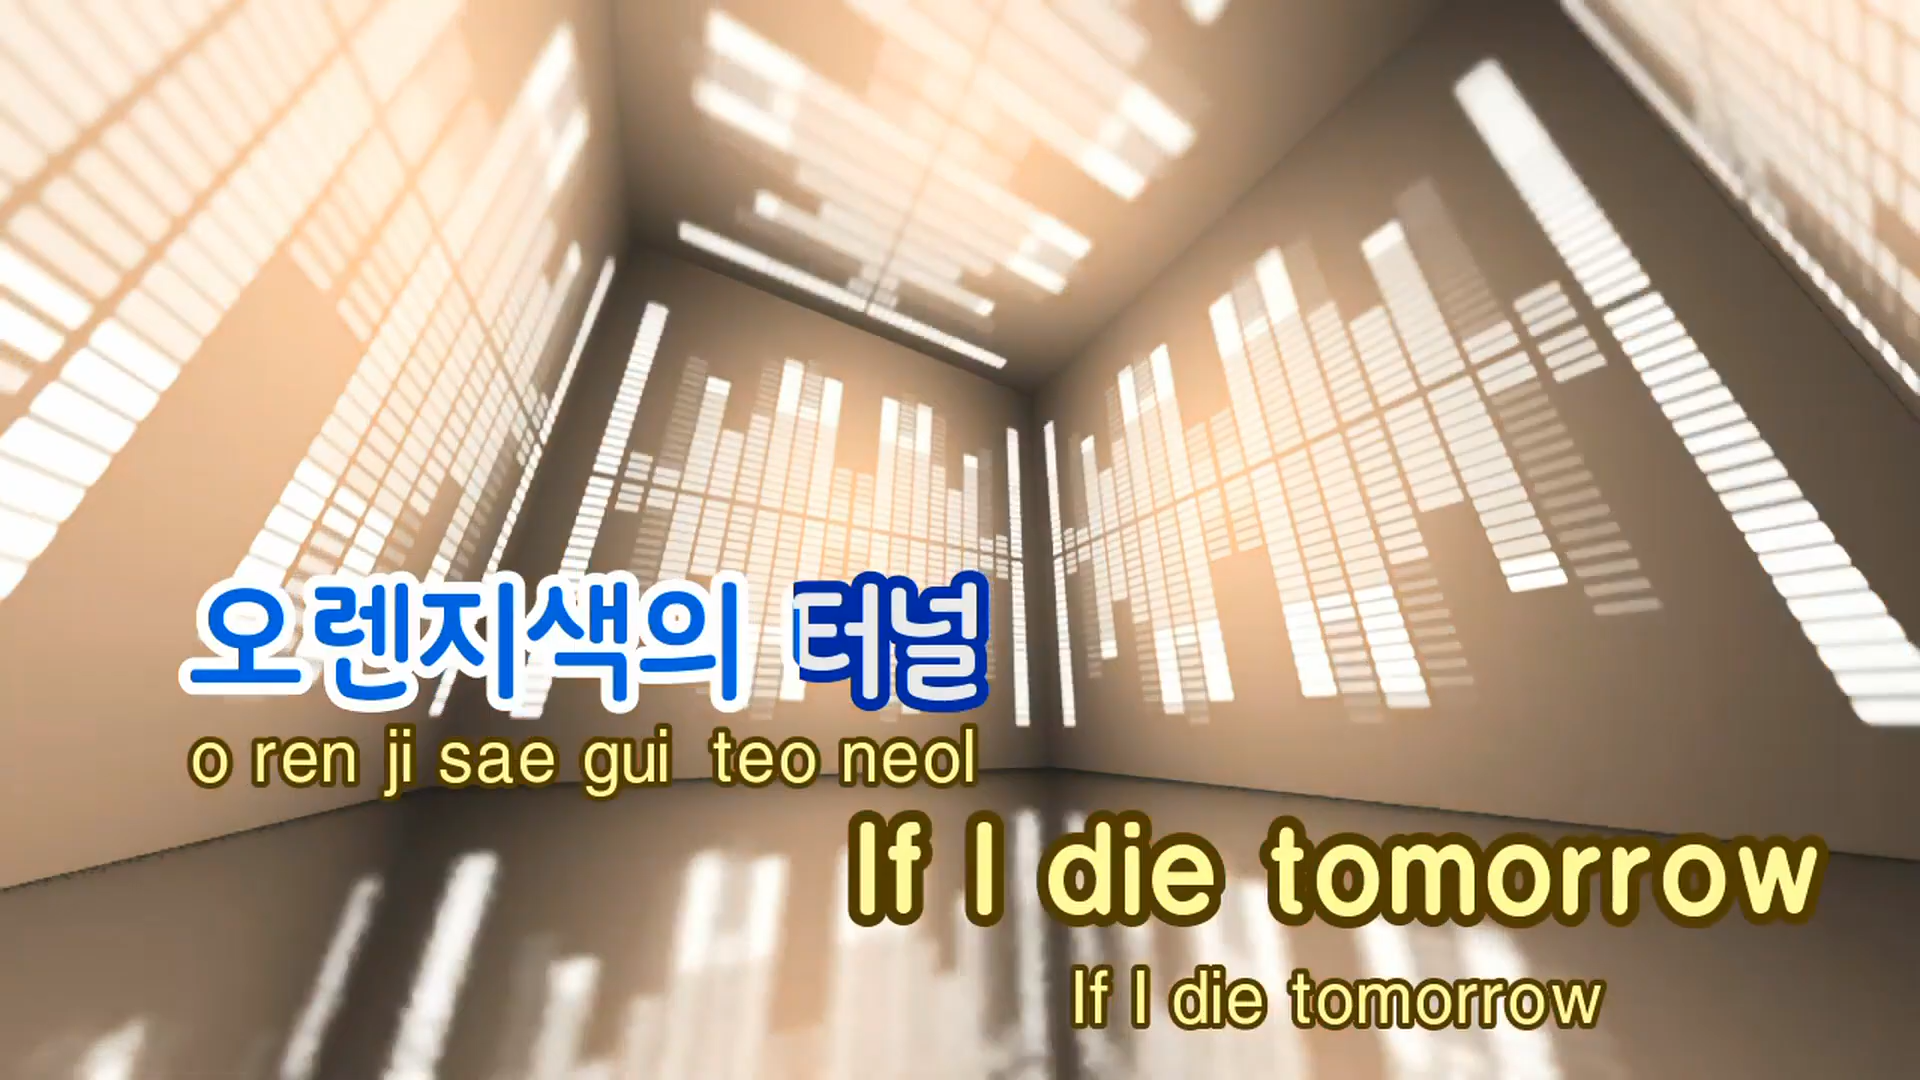 오렌지색의 터널
o ren ji sae gui teo neol
If I die tomorrow
If I die tomorrow